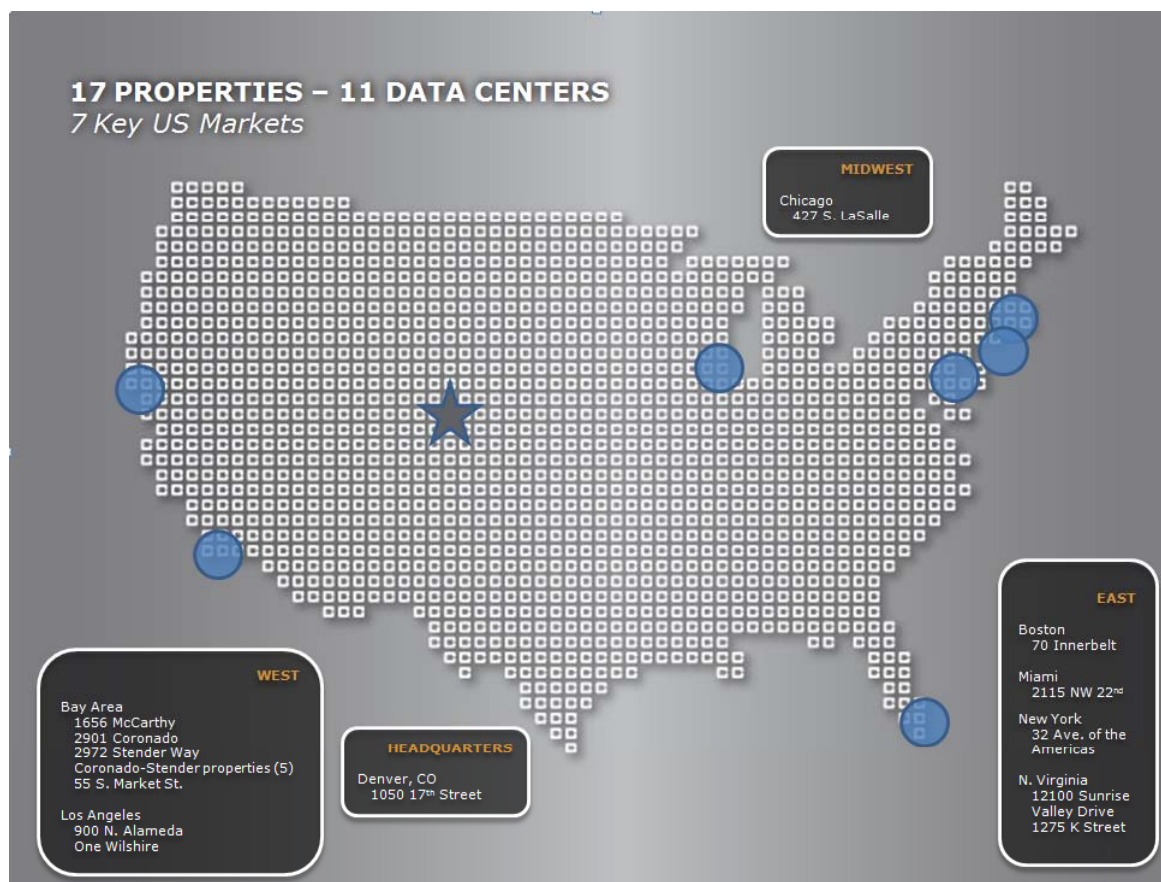 17 PROPERTIES – 11 DATA CENTERS
7 Key US Markets
MIDWEST
Chicago
427 S. LaSalle
WEST
Bay Area
1656 McCarthy
2901 Coronado
2972 Stender Way
Coronado-Stender properties (5)
55 S. Market St.
Los Angeles
900 N. Alameda
One Wilshire
HEADQUARTERS
Denver, CO
1050 17th Street
EAST
Boston
70 Innerbelt
Miami
2115 NW 22nd
New York
32 Ave. of the
Americas
N. Virginia
12100 Sunrise
Valley Drive
1275 K Street